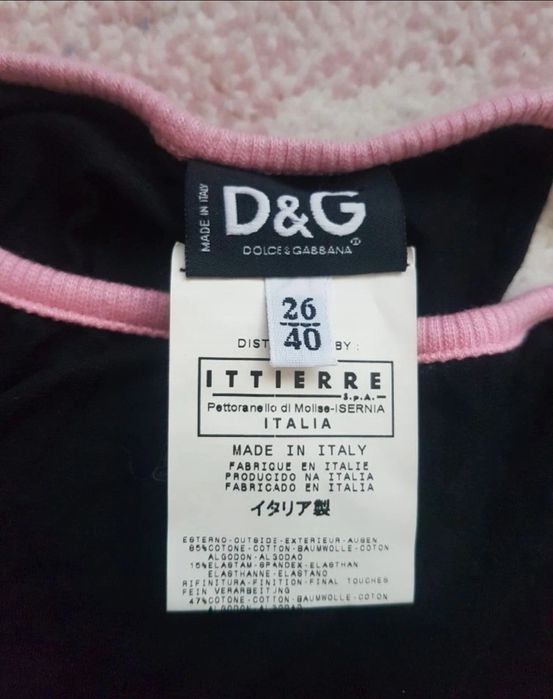 MADE IN ITALY
D&G
DOLCE & GABBANA
26
40
DIST BY :
ITTIERRE
S.p.A.
Pettoranello di Molise-ISERNIA
ITALIA
MADE IN ITALY
FABRIQUE EN ITALIE
PRODUCIDO NA ITALIA
FABRICADO EN ITALIA
イタリア製
ESTERNO-OUTSIDE-EXTERIEUR-AUßEN
85%COTONE-COTTON-BAUMWOLLE-COTON
ALGODON-ALGODAO
15%ELASTAM-SPANDEX-ELASTHAN
ELASTHANNE-ELASTANO
RIFINITURA-FINITION-FINAL TOUCHES
FEIN VERARBEITUNG
47%COTONE-COTTON-BAUMWOLLE-COTON
ALGODON-ALGODAO